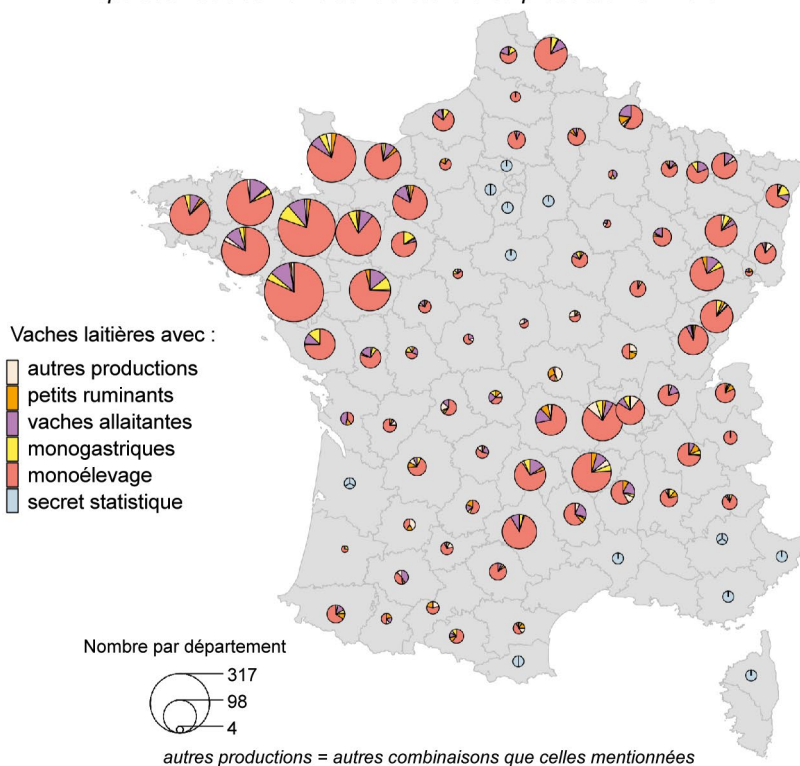 Vaches laitières avec :
autres productions
petits ruminants
vaches allaitantes
monogastriques
monoélevage
secret statistique
Nombre par département
317
98
4
autres productions = autres combinaisons que celles mentionnées